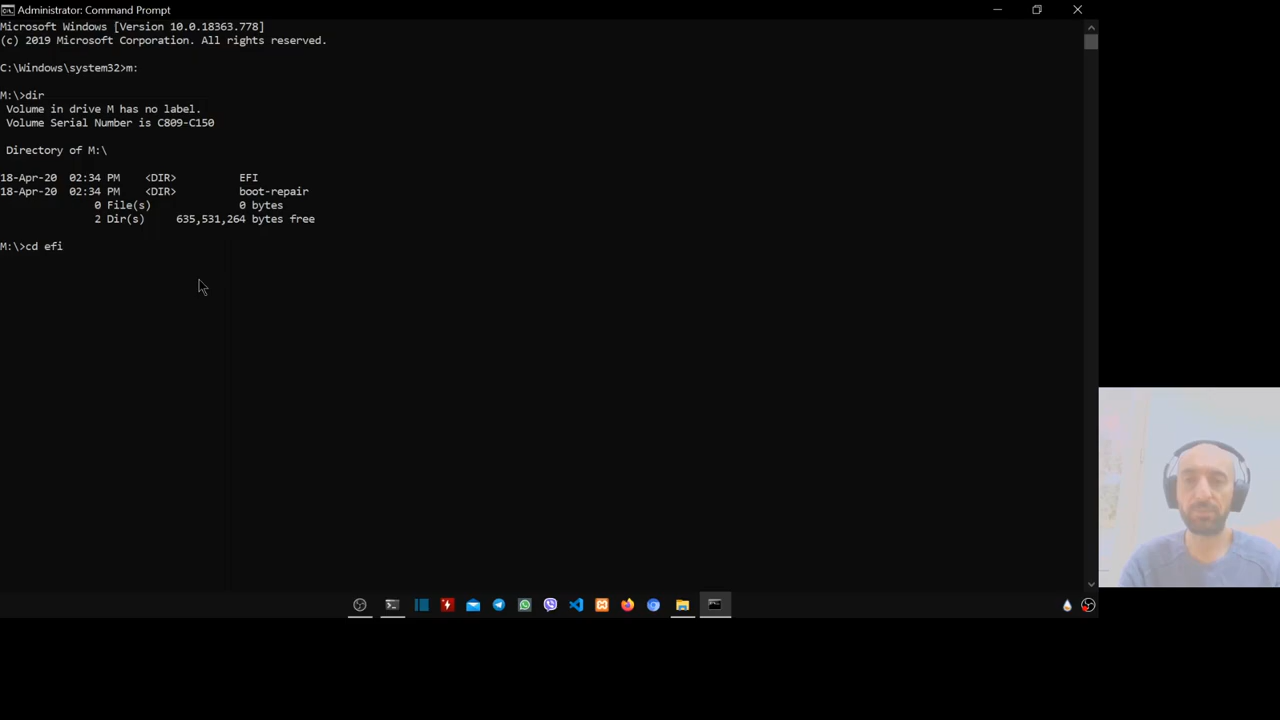 Administrator: Command Prompt
Microsoft Windows [Version 10.0.18363.778]
(c) 2019 Microsoft Corporation. All rights reserved.
C:\Windows\system32>m:
M:\>dir
Volume in drive M has no label.
Volume Serial Number is C809-C150
Directory of M:\
18-Apr-20 02:34 PM <DIR> EFI
18-Apr-20 02:34 PM <DIR> boot-repair
0 File(s) 0 bytes
2 Dir(s) 635,531,264 bytes free
M:\>cd efi